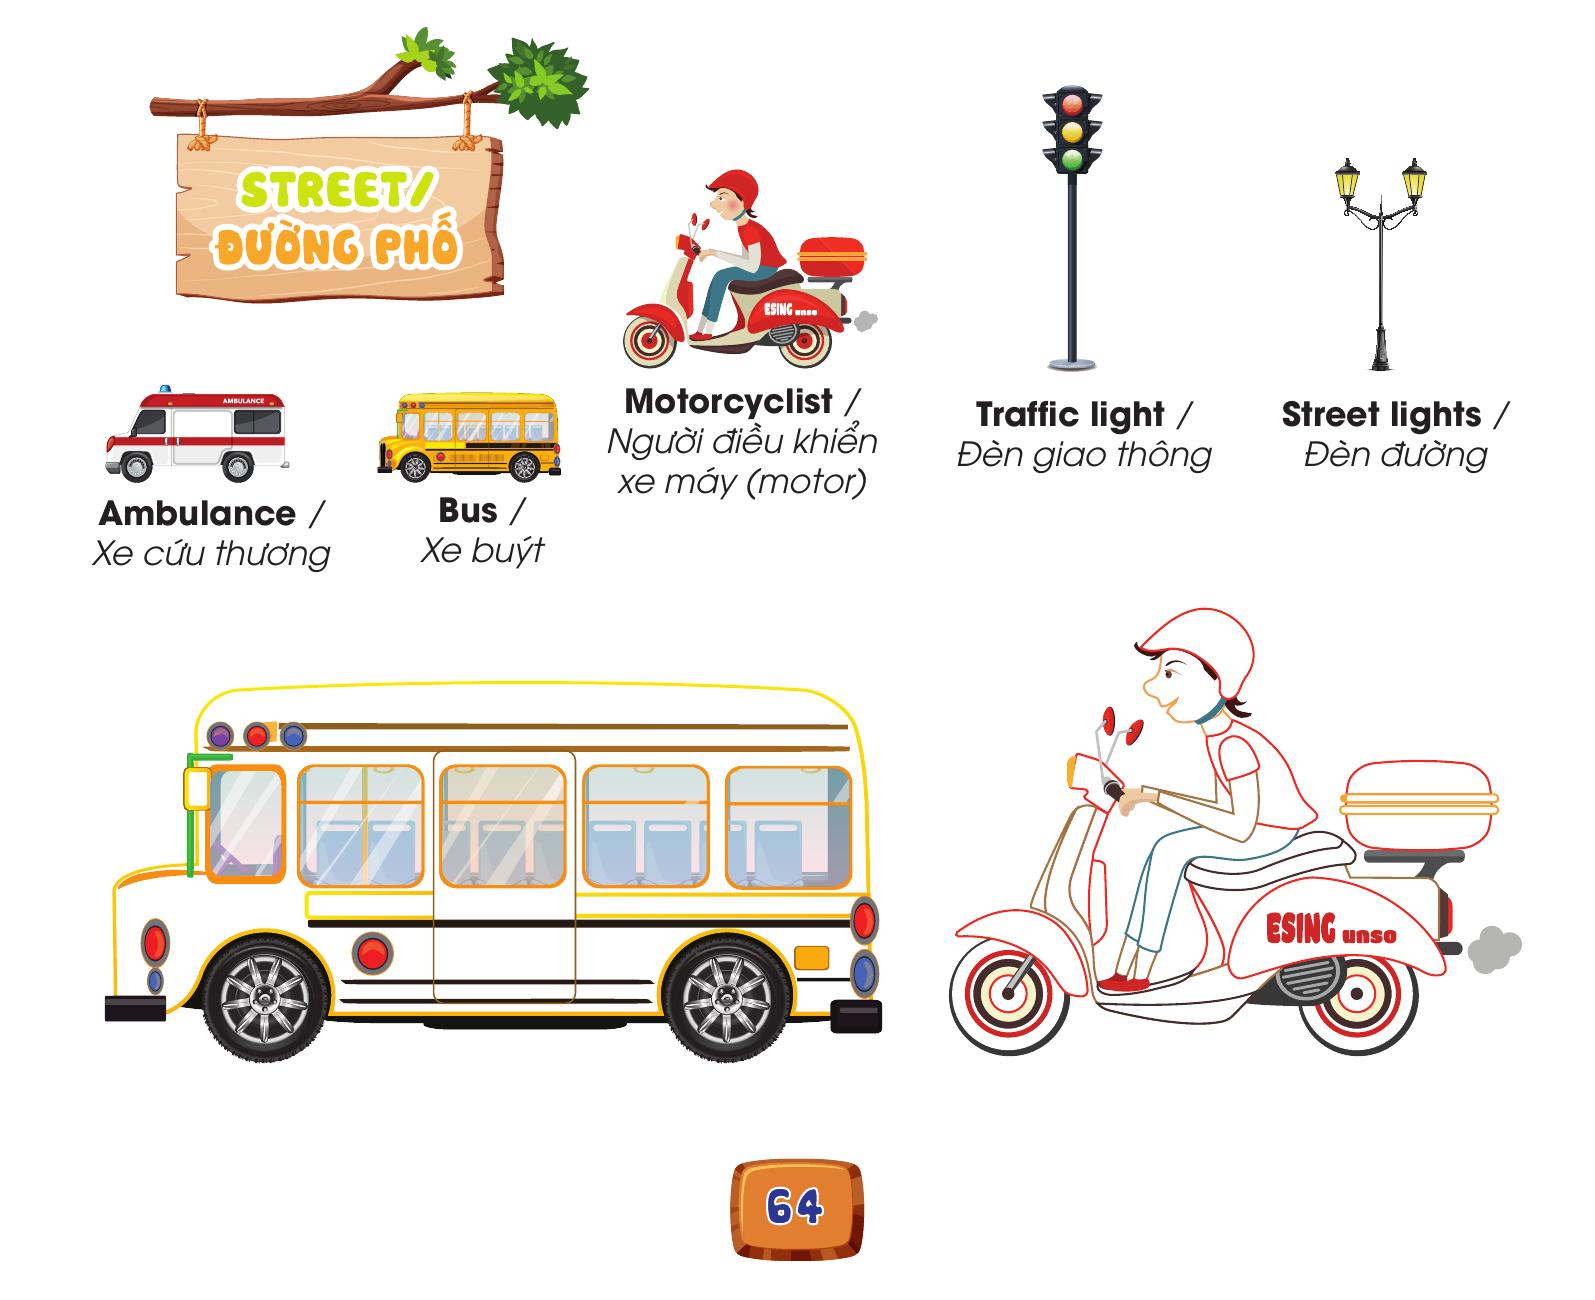 STREET/
ĐƯỜNG PHỐ
AMBULANCE
Ambulance /
Xe cứu thương
Bus /
Xe buýt
ESING unso
Motorcyclist /
Người điều khiển
xe máy (motor)
Traffic light /
Đèn giao thông
Street lights /
Đèn đường
ESING unso
64